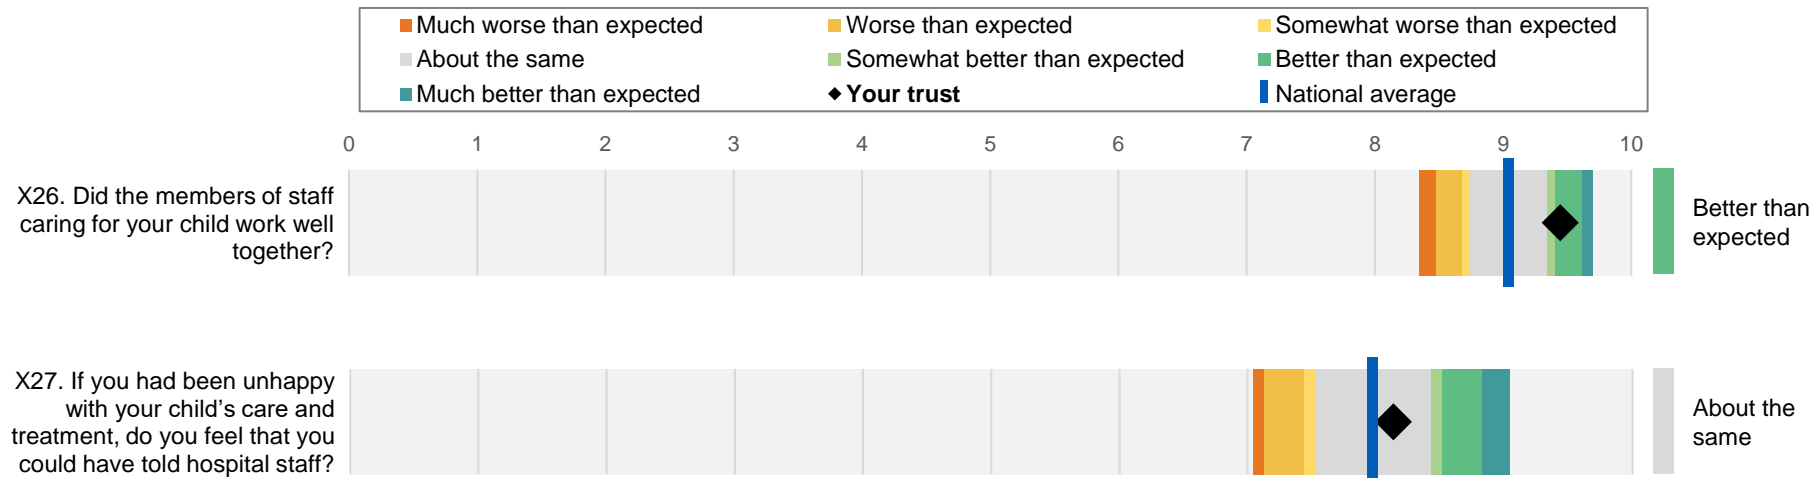 Much worse than expected
Worse than expected
Somewhat worse than expected
About the same
Somewhat better than expected
Better than expected
Much better than expected
Your trust
National average
0 1 2 3 4 5 6 7 8 9 10
X26. Did the members of staff
caring for your child work well
together?
Better than
expected
X27. If you had been unhappy
with your child’s care and
treatment, do you feel that you
could have told hospital staff?
About the
same